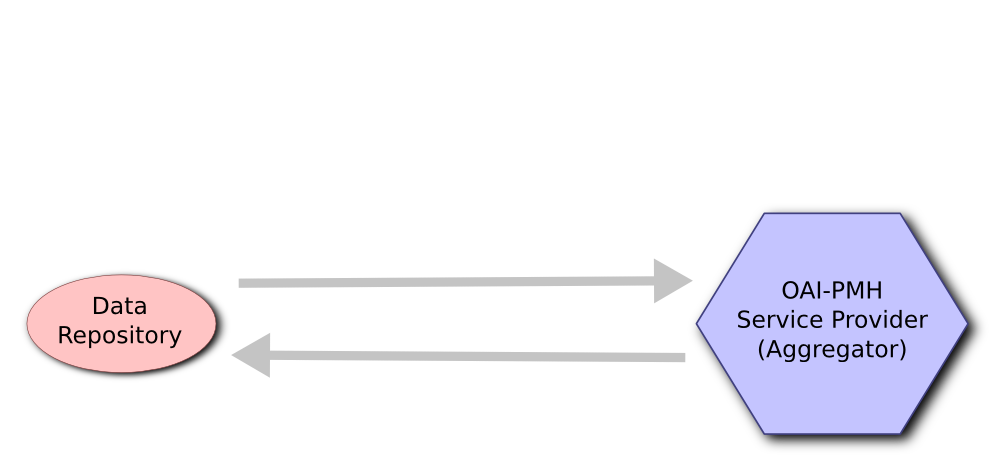 Data
Repository
OAI-PMH
Service Provider
(Aggregator)